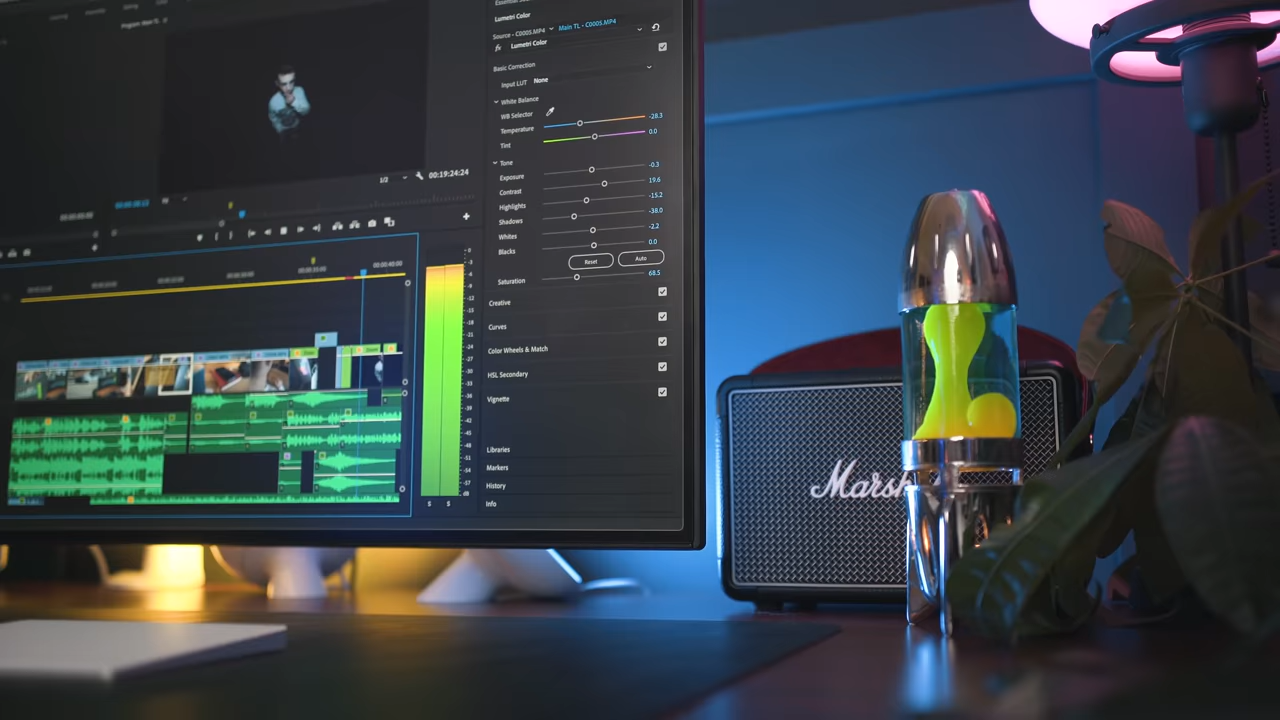 Lumetri Color
Source - C0005.MP4 Main TL - C0005.MP4
fx Lumetri Color
Basic Correction
Input LUT None
White Balance
WB Selector
Temperature -28.3
Tint 0.0
Tone
Exposure -0.3
Contrast 19.6
Highlights -15.2
Shadows -38.0
Whites -2.2
Blacks 0.0
Reset Auto
Saturation 68.5
Creative
Curves
Color Wheels & Match
HSL Secondary
Vignette
Libraries
Markers
History
Info
1/2 00:19:24:24
S S
Marsh